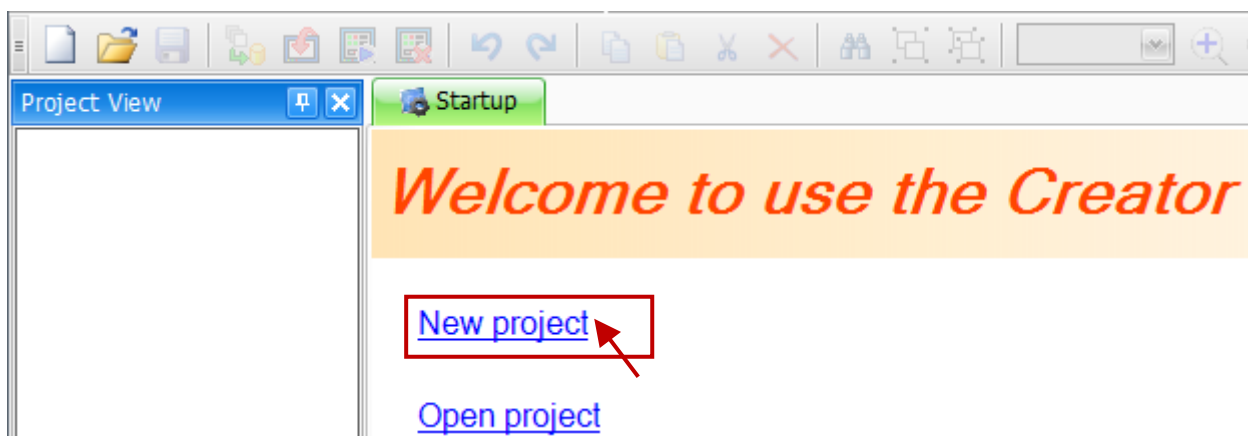 Project View
Startup
Welcome to use the Creator
New project
Open project